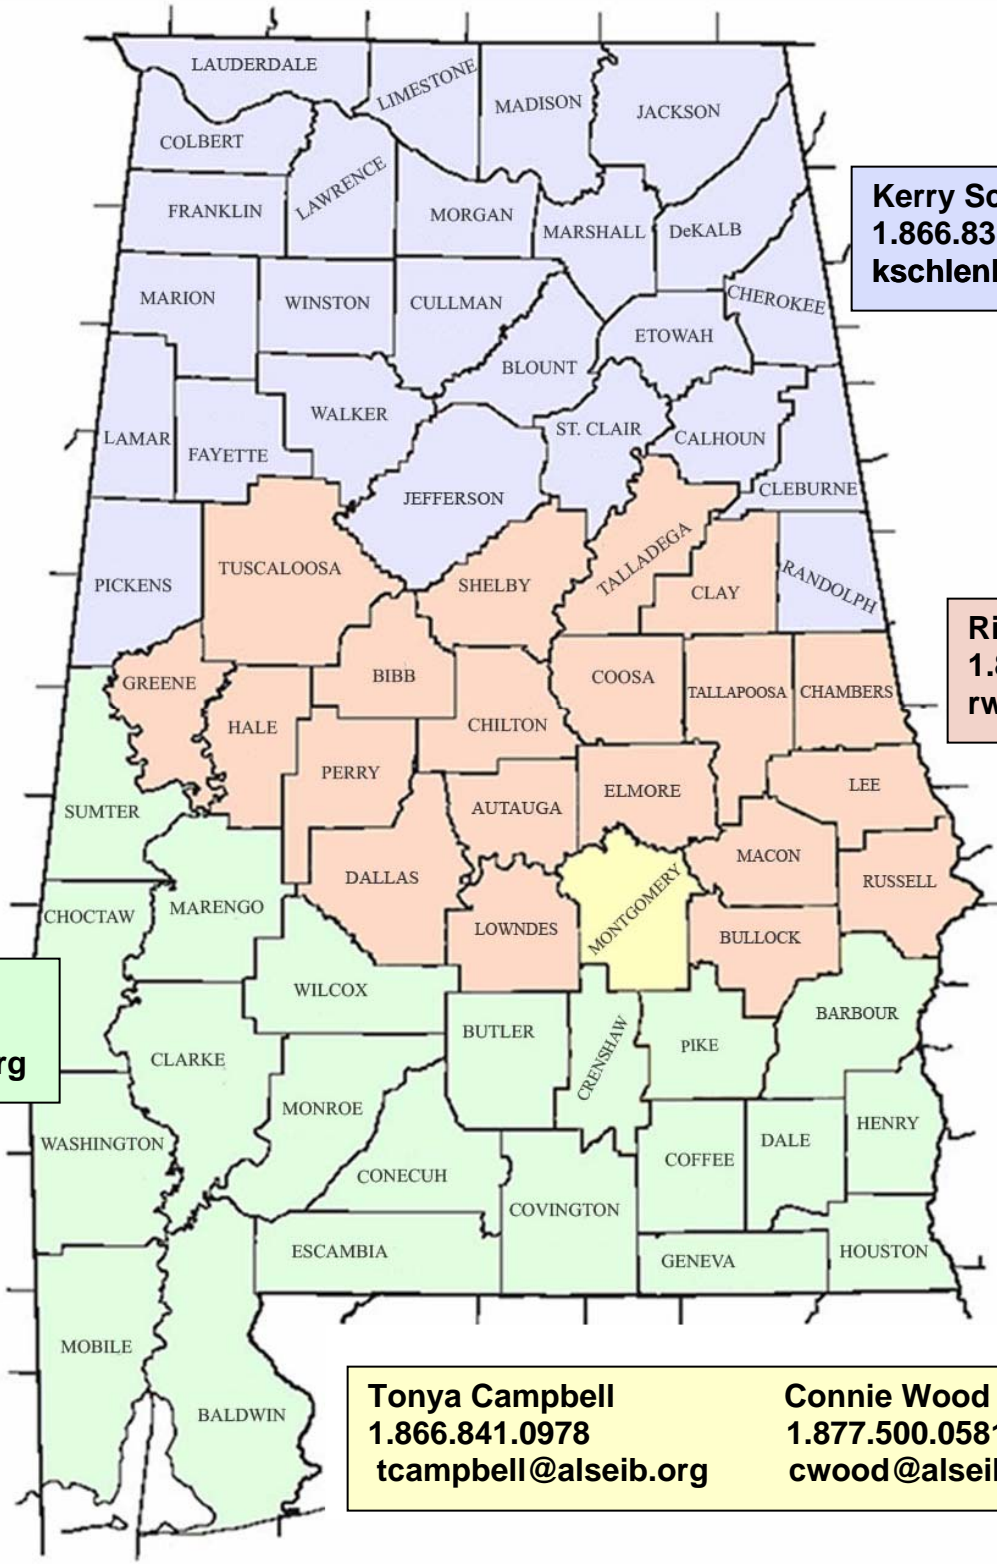 LAUDERDALE
LIMESTONE
MADISON
JACKSON
COLBERT
LAWRENCE
FRANKLIN
MORGAN
MARSHALL
DeKALB
Kerry
1.866.83
MARION
WINSTON
CULLMAN
CHEROKEE
ETOWAH
BLOUNT
WALKER
ST. CLAIR
LAMAR
FAYETTE
CALHOUN
JEFFERSON
CLEBURNE
PICKENS
TUSCALOOSA
SHELBY
TALLADEGA
CLAY
RANDOLPH
Ri
1.8
rw
GREENE
HALE
BIBB
CHILTON
COOSA
TALLAPOOSA
CHAMBERS
PERRY
AUTAUGA
ELMORE
LEE
SUMTER
DALLAS
MACON
RUSSELL
CHOCTAW
MARENGO
LOWNDES
MONTGOMERY
BULLOCK
WILCOX
BUTLER
CRENSHAW
PIKE
BARBOUR
rg
CLARKE
MONROE
WASHINGTON
CONECUH
COVINGTON
COFFEE
DALE
HENRY
ESCAMBIA
GENEVA
HOUSTON
MOBILE
BALDWIN
Tonya Campbell
1.866.841.0978
tcampbell@alseib.org
Connie Wood
1.877.500.058
cwood@alseib